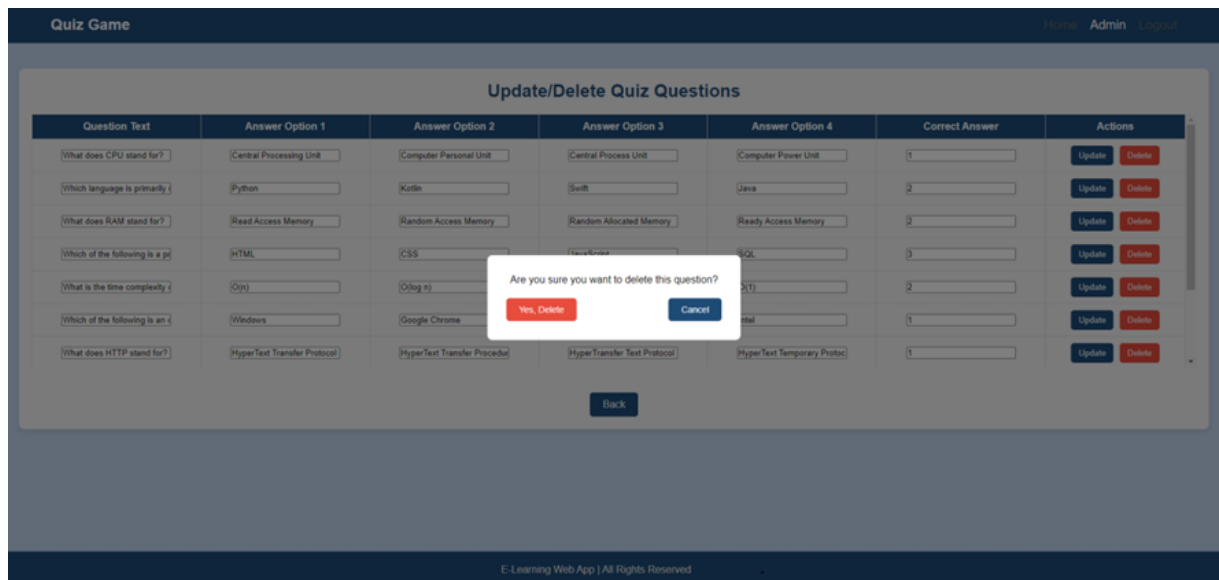 Quiz Game Home Admin Logout
Update/Delete Quiz Questions
Question Text Answer Option 1 Answer Option 2 Answer Option 3 Answer Option 4 Correct Answer Actions
What does CPU stand for? Central Processing Unit Computer Personal Unit Central Process Unit Computer Power Unit 1 Update Delete
Which language is primarily Python Kotlin Swift Java 2 Update Delete
What does RAM stand for? Read Access Memory Random Access Memory Random Allocated Memory Ready Access Memory 2 Update Delete
Which of the following is a HTML CSS JavaScript SQL 3 Update Delete
Are you sure you want to delete this question?
What is the time complexity O(n) O(log n) O(1) 2 Update Delete
Yes, Delete Cancel
Which of the following is an Windows Google Chrome 1 Update Delete
What does HTTP stand for? HyperText Transfer Protocol HyperText Transfer Procedu HyperTransfer Text Protocol HyperText Temporary Protoc 1 Update Delete
Back
E-Learning Web App | All Rights Reserved